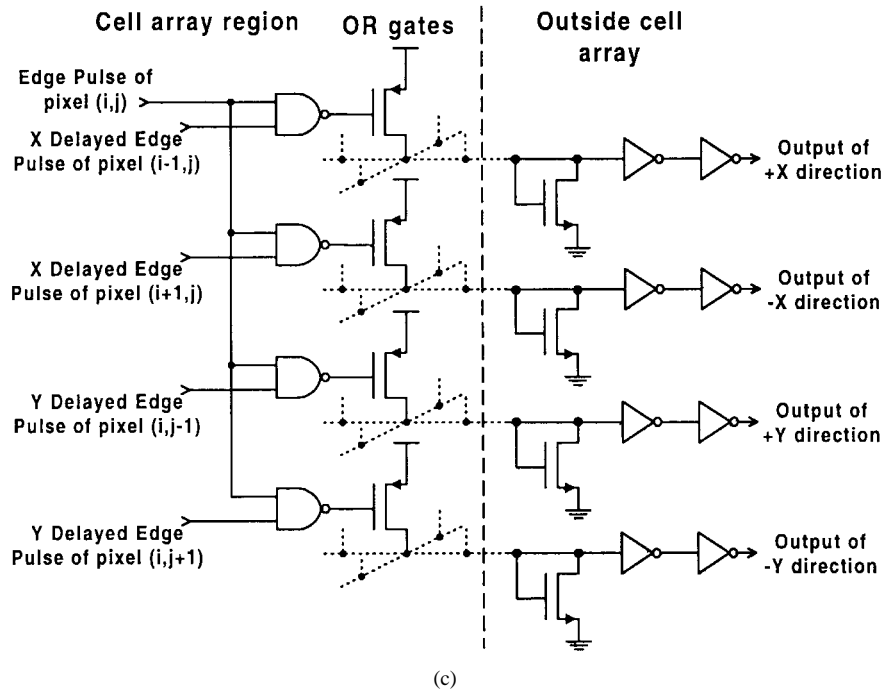 Cell array region
OR gates
Outside cell
array
Edge Pulse of
pixel (i,j)
X Delayed Edge
Pulse of pixel (i-1,j)
Output of
+X direction
X Delayed Edge
Pulse of pixel (i+1,j)
Output of
-X direction
Y Delayed Edge
Pulse of pixel (i,j-1)
Output of
+Y direction
Y Delayed Edge
Pulse of pixel (i,j+1)
Output of
-Y direction
(c)